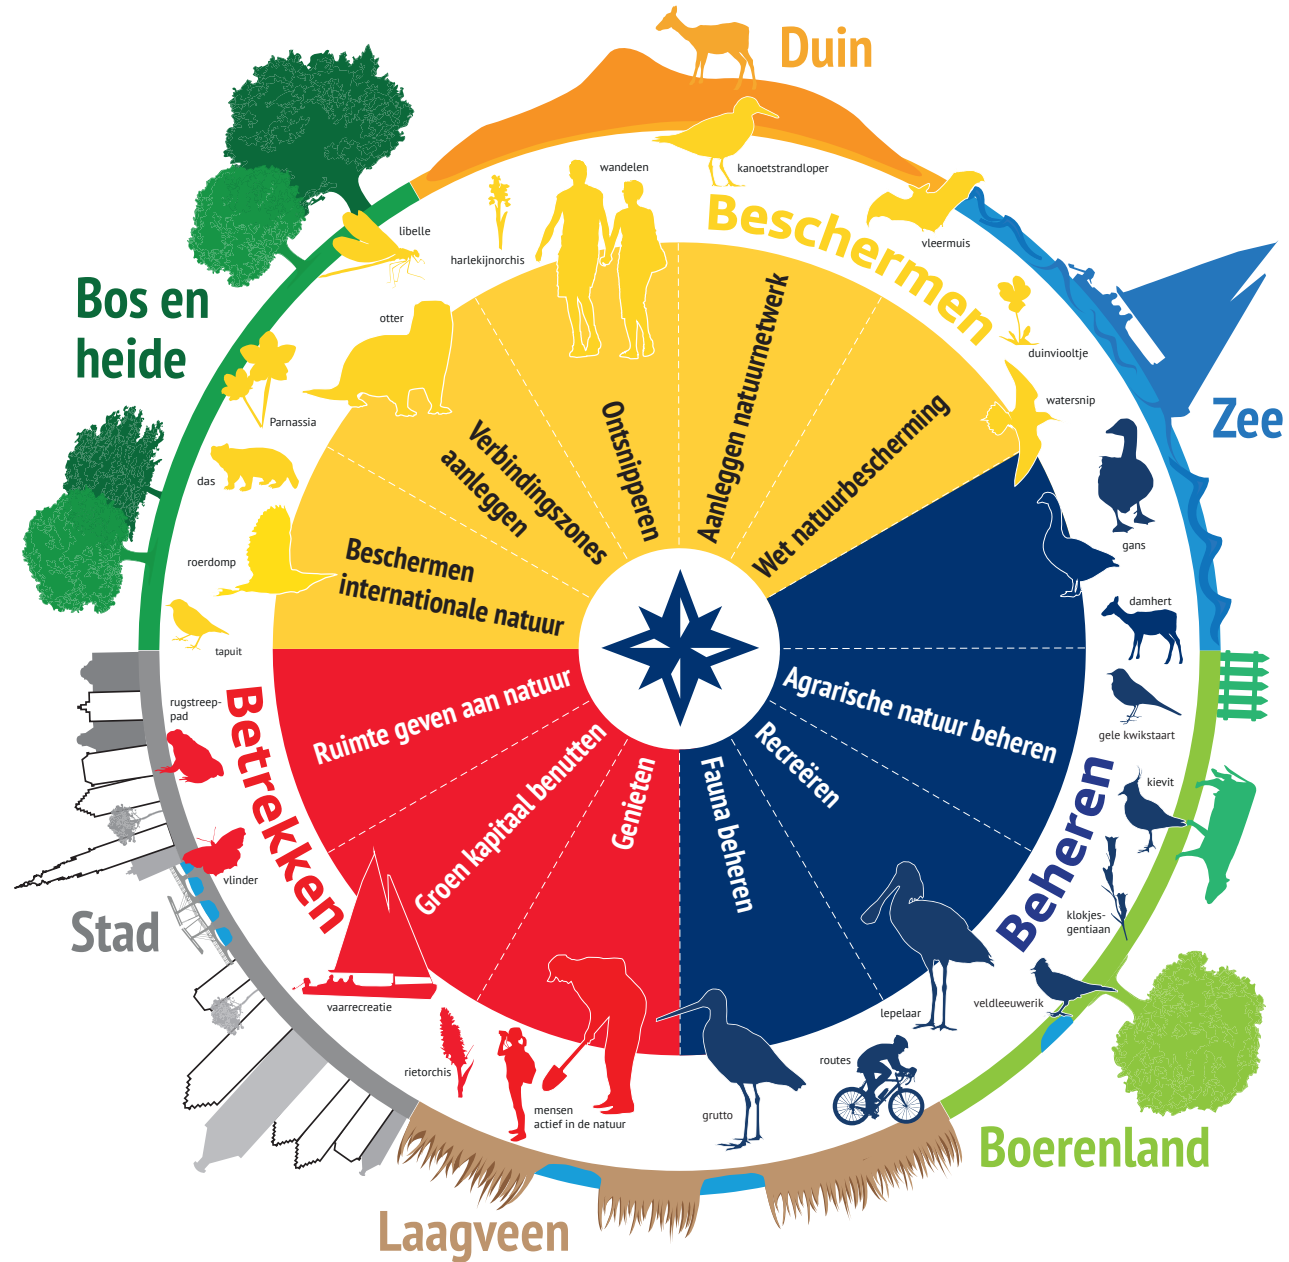 Duin
wandelen
kanoetstrandloper
Beschermen
vleermuis
libelle
harlekijnorchis
Bos en
heide
otter
duinviooltje
Zee
watersnip
Parnassia
das
gans
roerdomp
damhert
tapuit
gele kwikstaart
kievit
Aanleggen natuurnetwerk
Wet natuurbescherming
Ontsnipperen
Verbindingszones
aanleggen
Beschermen
internationale natuur
Ruimte geven aan natuur
Groen kapitaal benutten
Genieten
Fauna beheren
Recreëren
Agrarische natuur beheren
rugstreep-
pad
Betrekken
Beheren
vlinder
klokjes-
gentiaan
Stad
vaarrecreatie
lepelaar
veldleeuwerik
routes
rietorchis
mensen
actief in de natuur
grutto
Boerenland
Laagveen